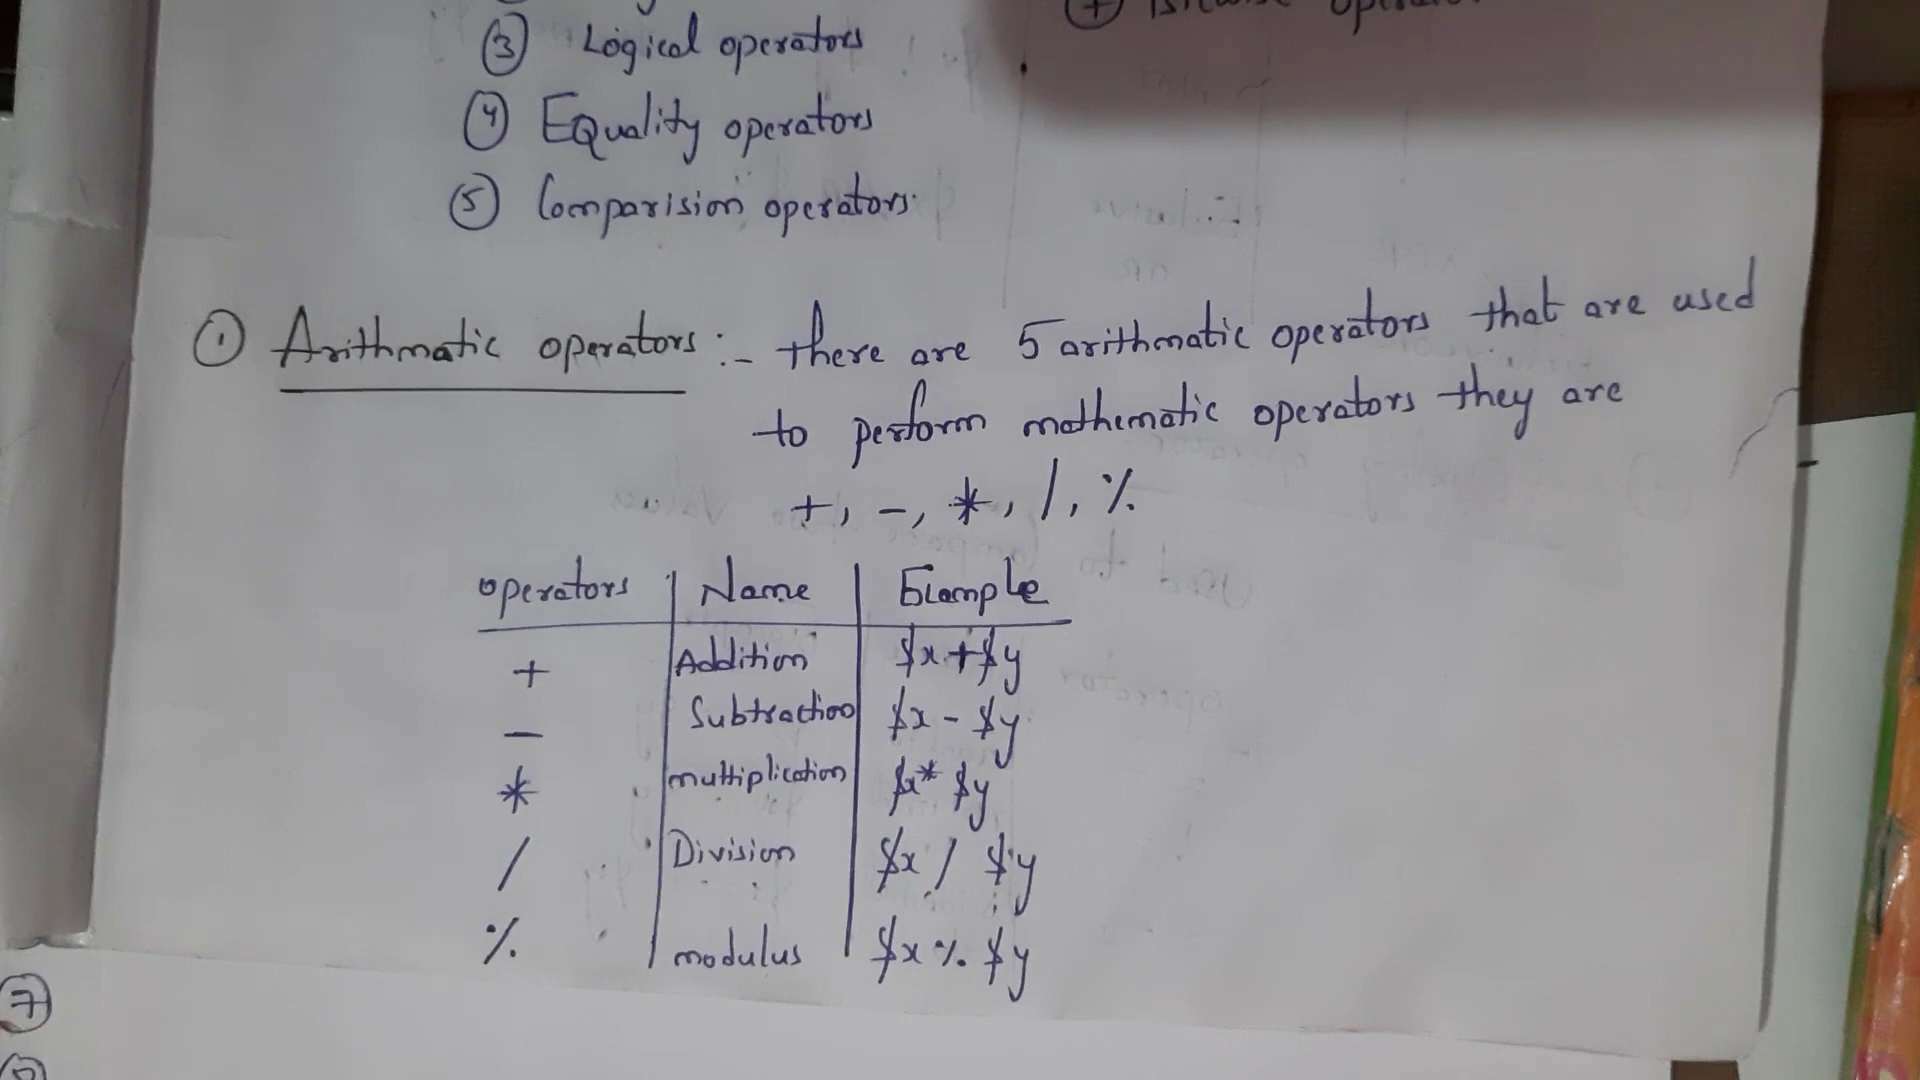 ③ Logical operators
④ Equality operators
⑤ Comparision operators
① Arithmatic operators :- there are 5 arithmatic operators that are used
to perform mathematic operators they are
+, -, *, /, %
operators | Name | Example
+ | Addition | $x + $y
- | Subtraction | $x - $y
* | multiplication | $x * $y
/ | Division | $x / $y
% | modulus | $x % $y
⑦